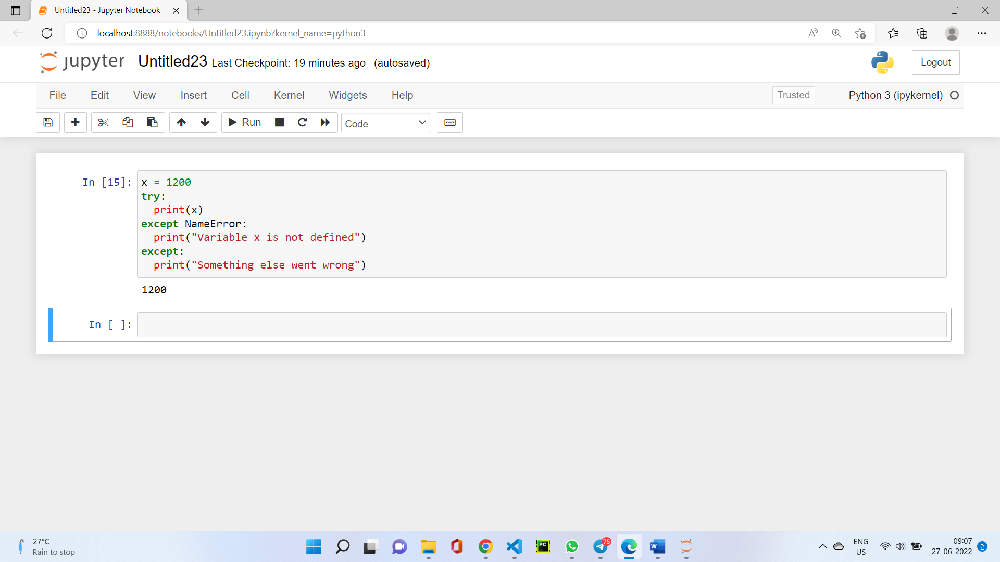 Untitled23 - Jupyter Notebook
localhost:8888/notebooks/Untitled23.ipynb?kernel_name=python3
jupyter Untitled23 Last Checkpoint: 19 minutes ago (autosaved)
Logout
File Edit View Insert Cell Kernel Widgets Help
Trusted
Python 3 (ipykernel)
Run
Code
In [15]:
x = 1200
try:
  print(x)
except NameError:
  print("Variable x is not defined")
except:
  print("Something else went wrong")
1200
In [ ]:
27°C
Rain to stop
PC
75
W
ENG
US
09:07
27-06-2022
2